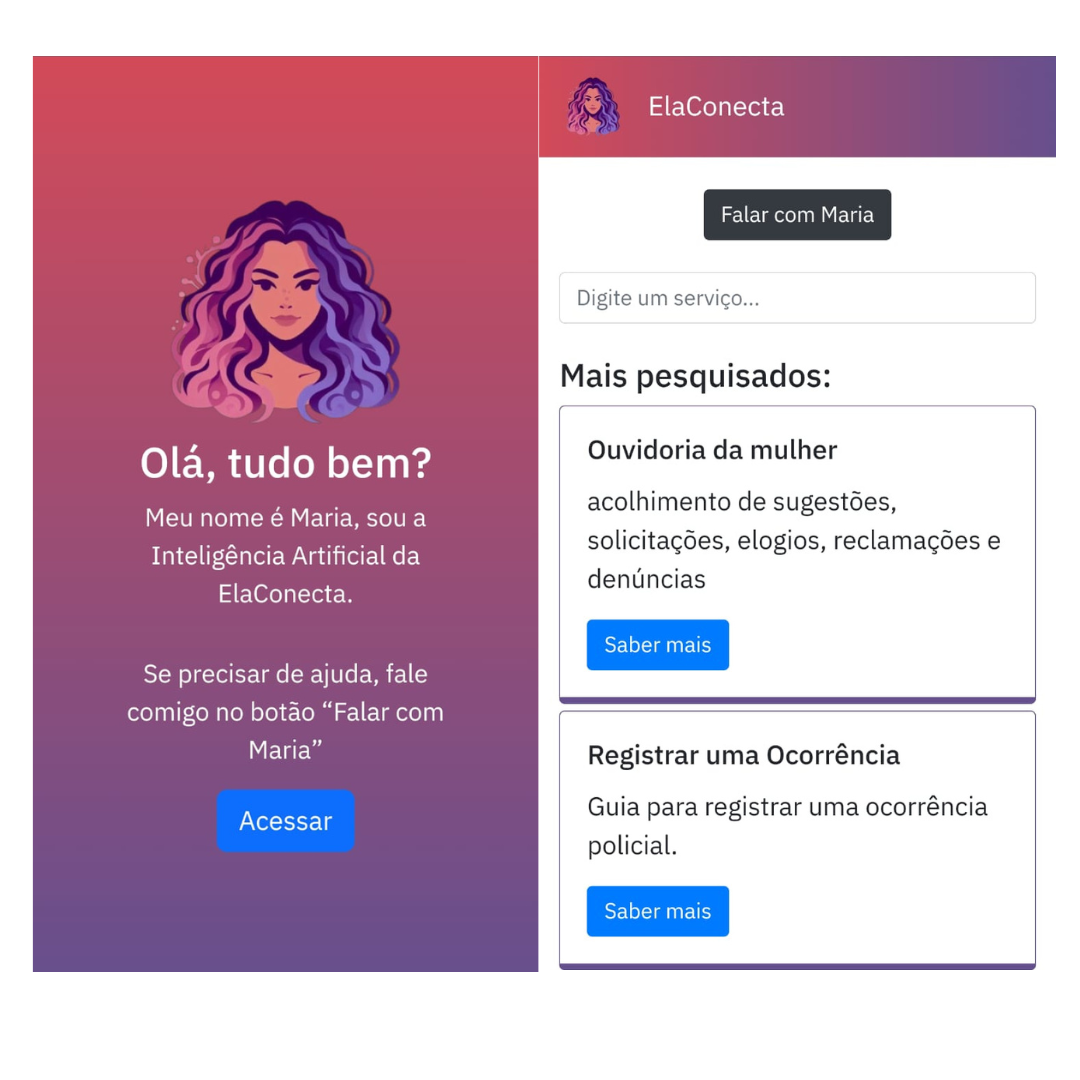 Olá, tudo bem?
Meu nome é Maria, sou a
Inteligência Artificial da
ElaConecta.
Se precisar de ajuda, fale
comigo no botão “Falar com
Maria”
Acessar
ElaConecta
Falar com Maria
Digite um serviço...
Mais pesquisados:
Ouvidoria da mulher
acolhimento de sugestões,
solicitações, elogios, reclamações e
denúncias
Saber mais
Registrar uma Ocorrência
Guia para registrar uma ocorrência
policial.
Saber mais